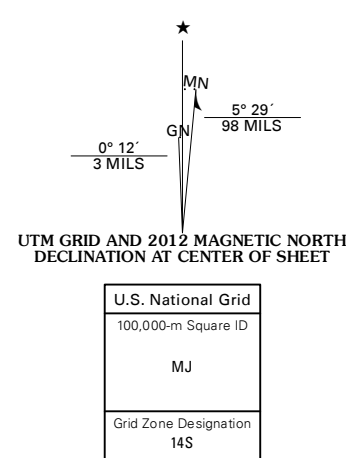 ★
MN
5° 29´
98 MILS
GN
0° 12´
3 MILS
UTM GRID AND 2012 MAGNETIC NORTH
DECLINATION AT CENTER OF SHEET
U.S. National Grid
100,000-m Square ID
MJ
Grid Zone Designation
14S